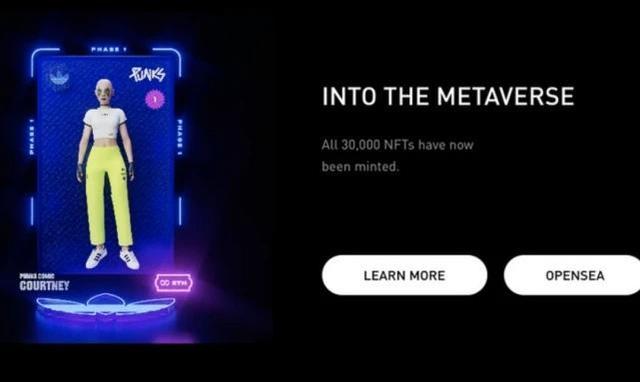 PHASE 1
PUNKS
1
PHASE 1
PHASE 1
PUNKS COMIC
COURTNEY
INTO THE METAVERSE
All 30,000 NFTs have now
been minted.
LEARN MORE
OPENSEA